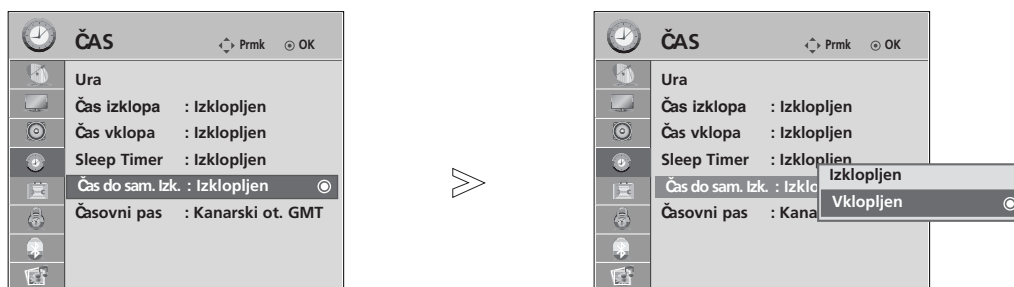 ČAS Prmk OK
Ura
Čas izklopa : Izklopljen
Čas vklopa : Izklopljen
Sleep Timer : Izklopljen
Čas do sam. Izk. : Izklopljen
Časovni pas : Kanarski ot. GMT
ČAS Prmk OK
Ura
Čas izklopa : Izklopljen
Čas vklopa : Izklopljen
Sleep Timer : Izklopljen
Čas do sam. Izk. : Izklo
Časovni pas : Kana
Izklopljen
Vklopljen